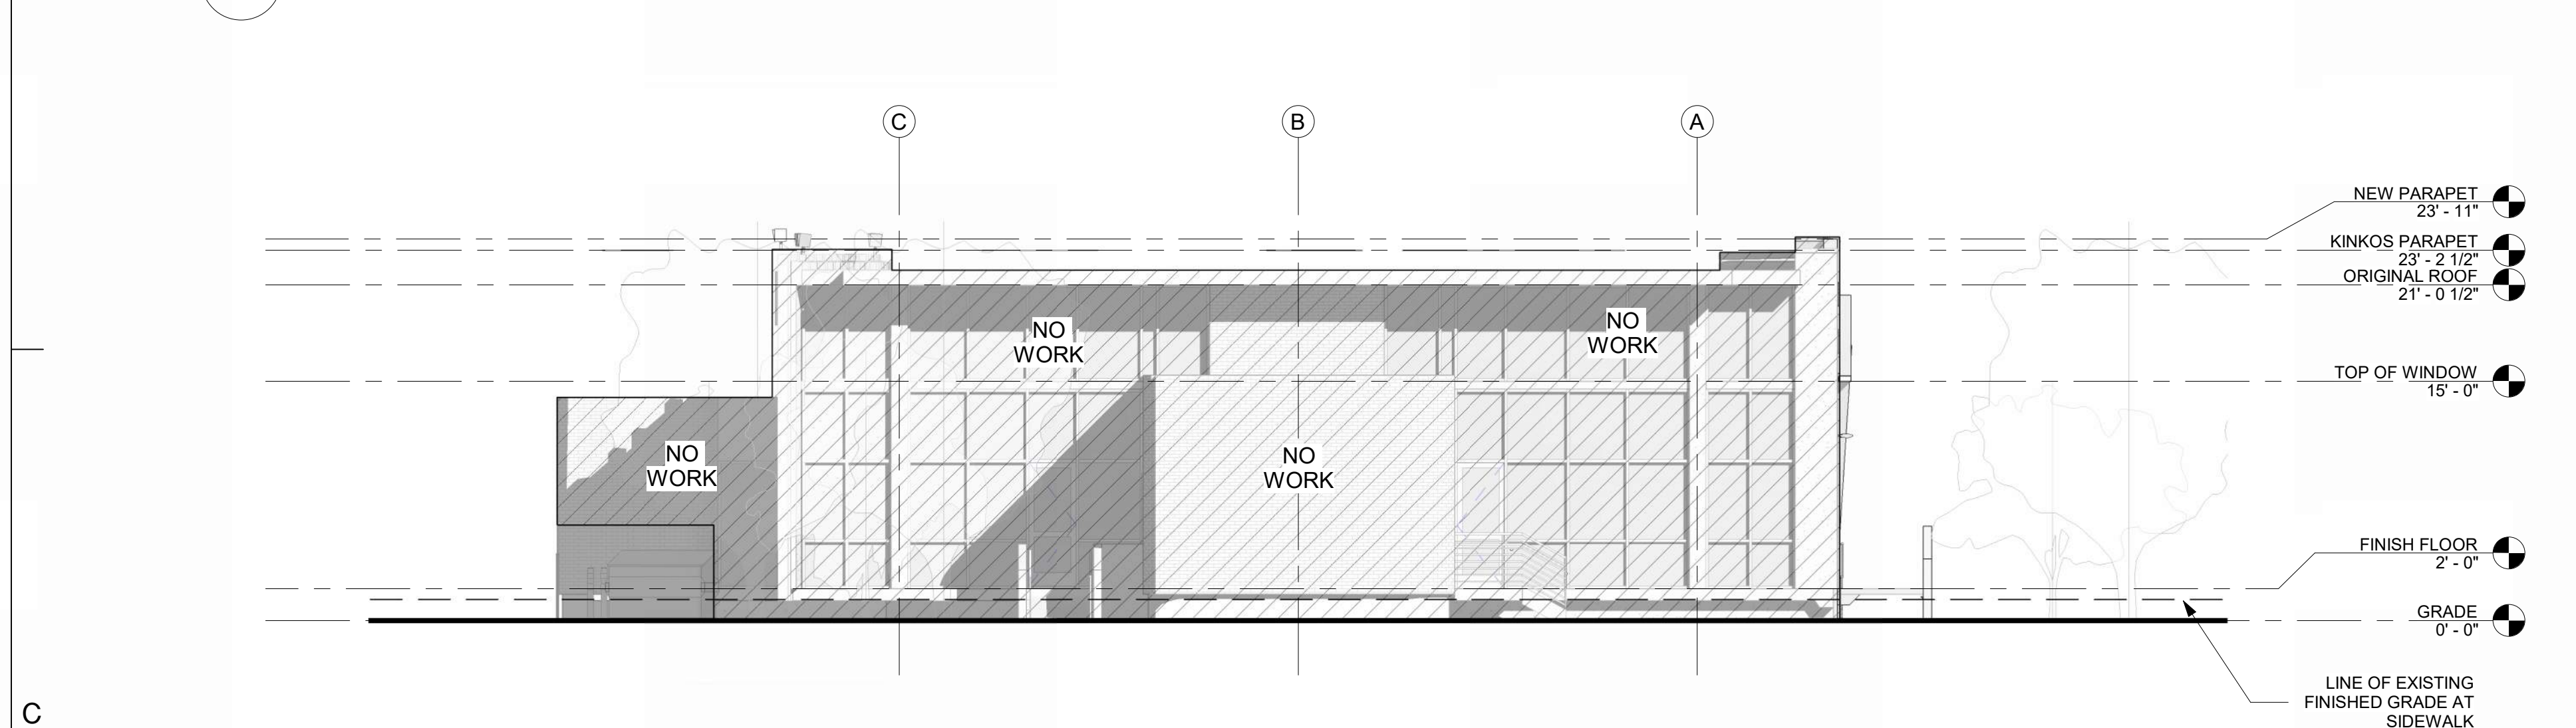 C
B
A
NEW PARAPET
23' - 11"
KINKOS PARAPET
23' - 2 1/2"
ORIGINAL ROOF
21' - 0 1/2"
NO
WORK
NO
WORK
TOP OF WINDOW
15' - 0"
NO
WORK
NO
WORK
FINISH FLOOR
2' - 0"
GRADE
0' - 0"
LINE OF EXISTING
FINISHED GRADE AT
SIDEWALK
C